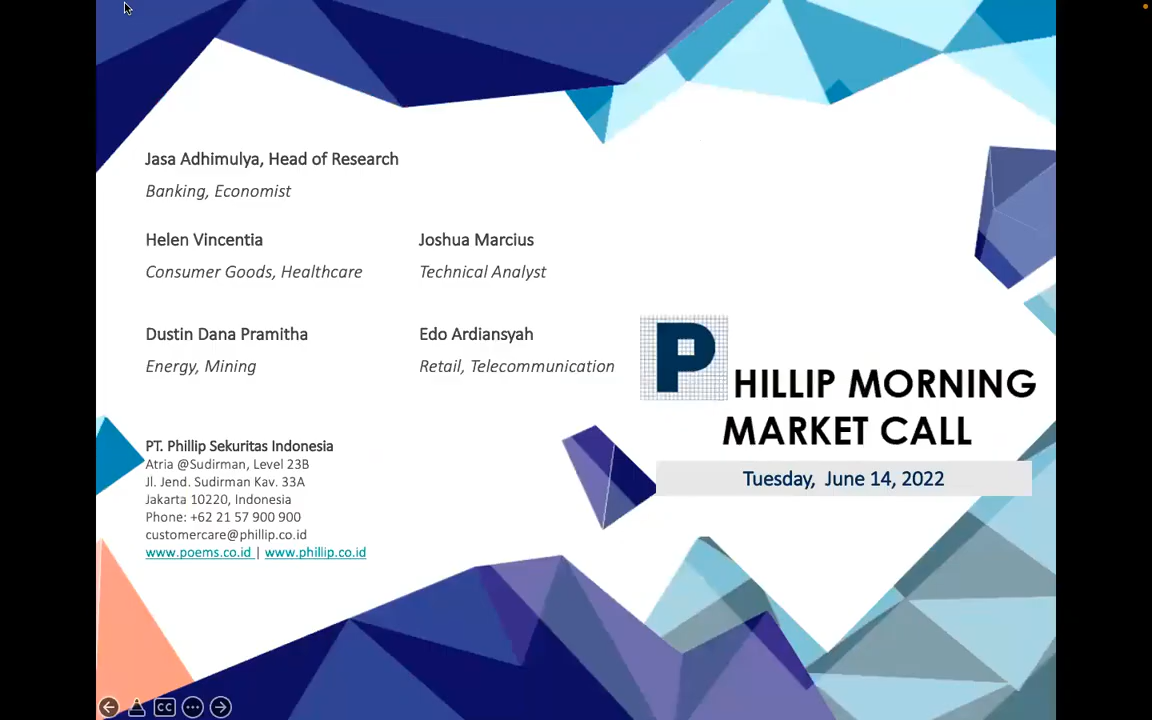 Jasa Adhimulya, Head of Research
Banking, Economist
Helen Vincentia
Consumer Goods, Healthcare
Joshua Marcius
Technical Analyst
Dustin Dana Pramitha
Energy, Mining
Edo Ardiansyah
Retail, Telecommunication
PT. Phillip Sekuritas Indonesia
Atria @Sudirman, Level 23B
Jl. Jend. Sudirman Kav. 33A
Jakarta 10220, Indonesia
Phone: +62 21 57 900 900
customercare@phillip.co.id
www.poems.co.id | www.phillip.co.id
PHILLIP MORNING
MARKET CALL
Tuesday, June 14, 2022
CC